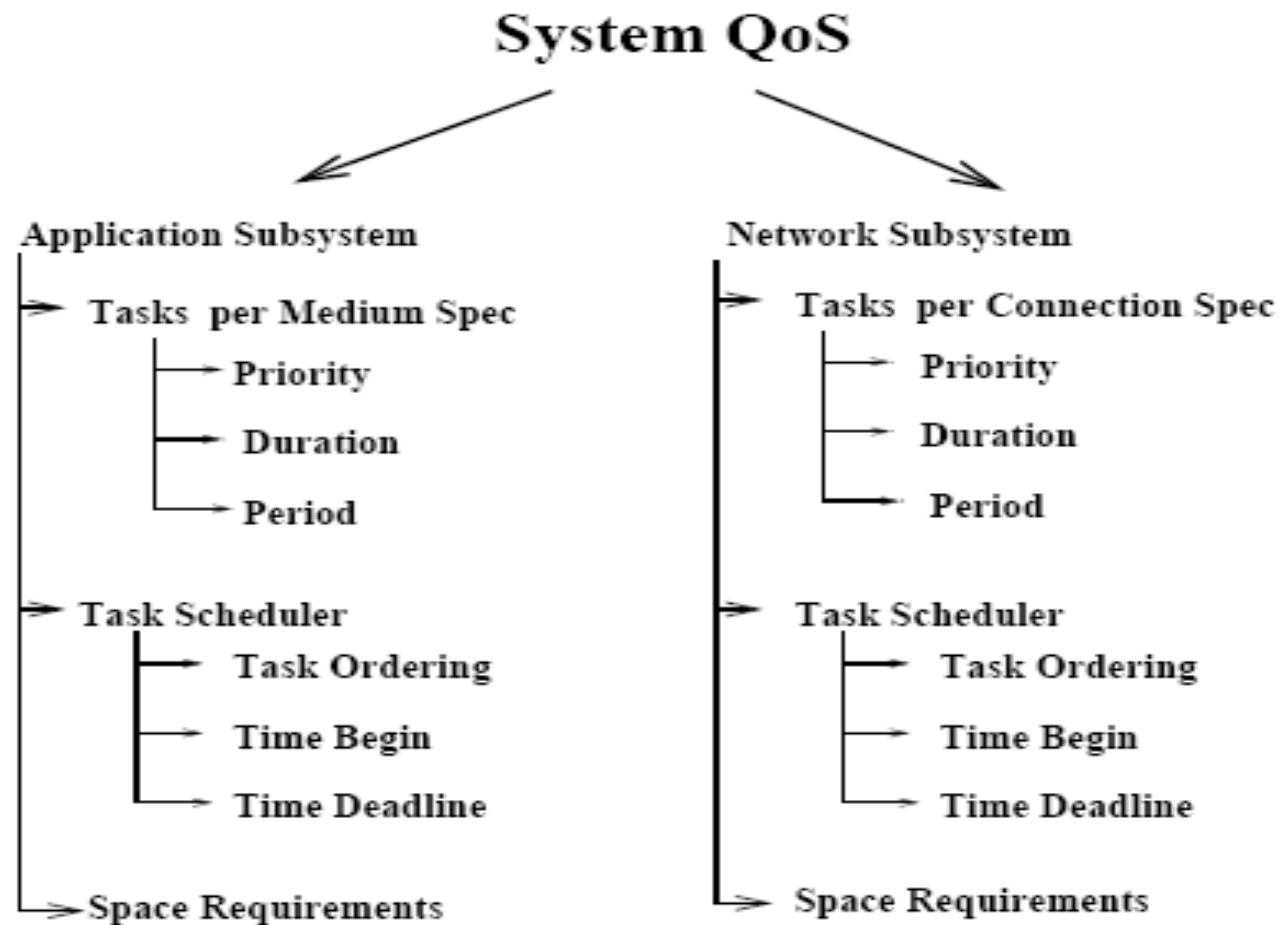 System QoS
Application Subsystem
Tasks per Medium Spec
Priority
Duration
Period
Task Scheduler
Task Ordering
Time Begin
Time Deadline
Space Requirements
Network Subsystem
Tasks per Connection Spec
Priority
Duration
Period
Task Scheduler
Task Ordering
Time Begin
Time Deadline
Space Requirements